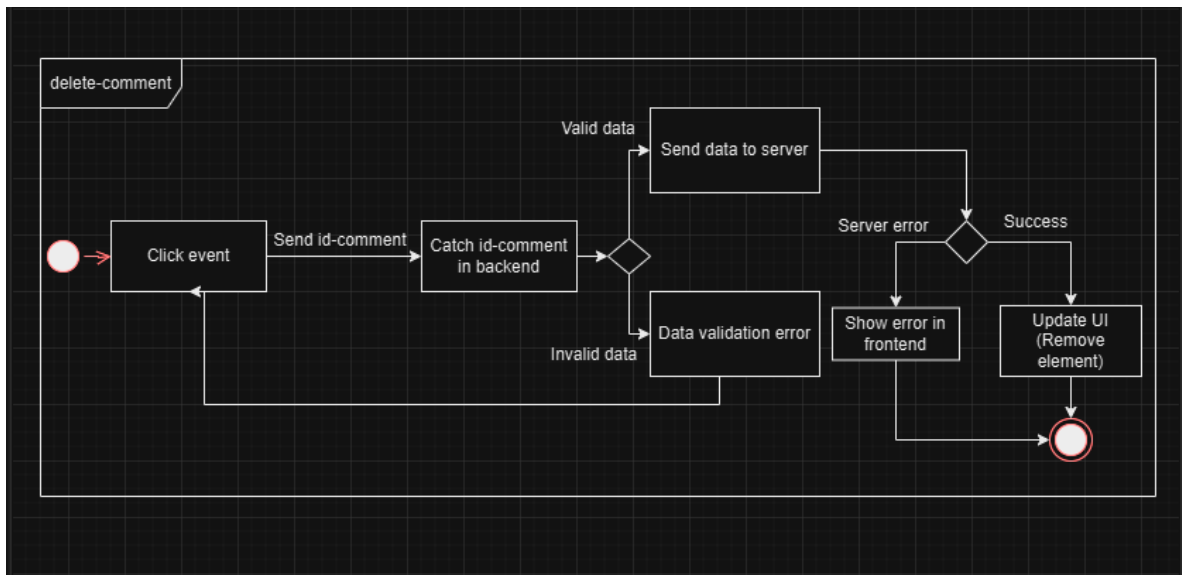 delete-comment
Valid data
Send data to server
Server error
Success
Click event
Send id-comment
Catch id-comment
in backend
Invalid data
Data validation error
Show error in
frontend
Update UI
(Remove
element)